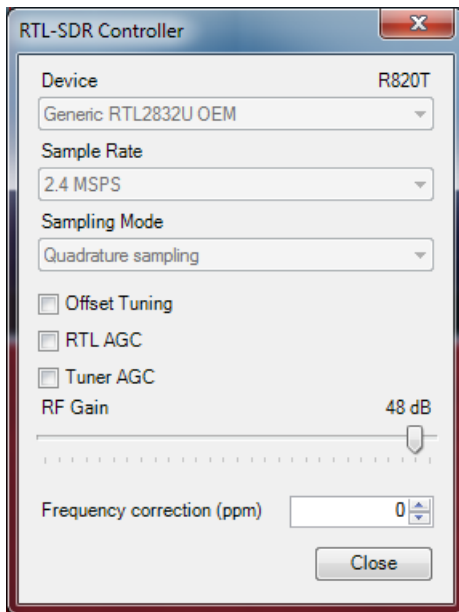 RTL-SDR Controller
Device R820T
Generic RTL2832U OEM
Sample Rate
2.4 MSPS
Sampling Mode
Quadrature sampling
Offset Tuning
RTL AGC
Tuner AGC
RF Gain 48 dB
Frequency correction (ppm) 0
Close